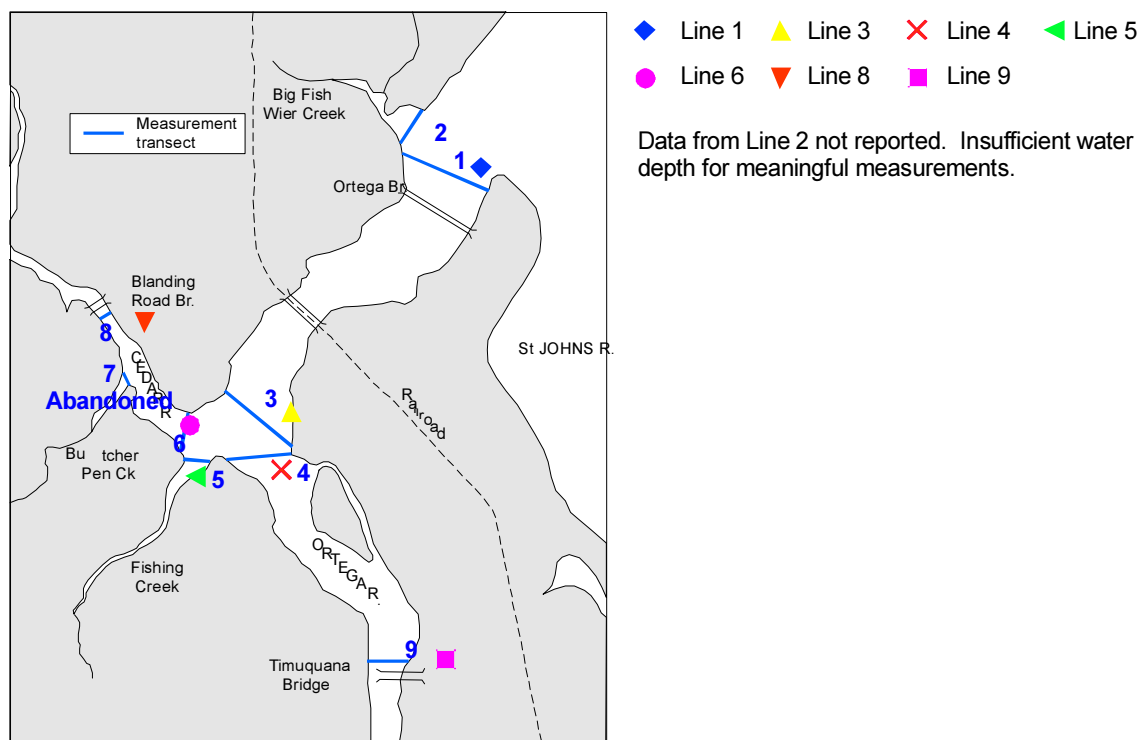 Line 1
Line 3
Line 4
Line 5
Line 6
Line 8
Line 9
Data from Line 2 not reported. Insufficient water
depth for meaningful measurements.
Measurement
transect
Big Fish
Wier Creek
2
1
Ortega Br
Blanding
Road Br.
8
St JOHNS R.
CEDAR R
7
Abandoned
3
Railroad
6
Bu tcher
Pen Ck
5
4
ORTEGA R.
Fishing
Creek
9
Timuquana
Bridge